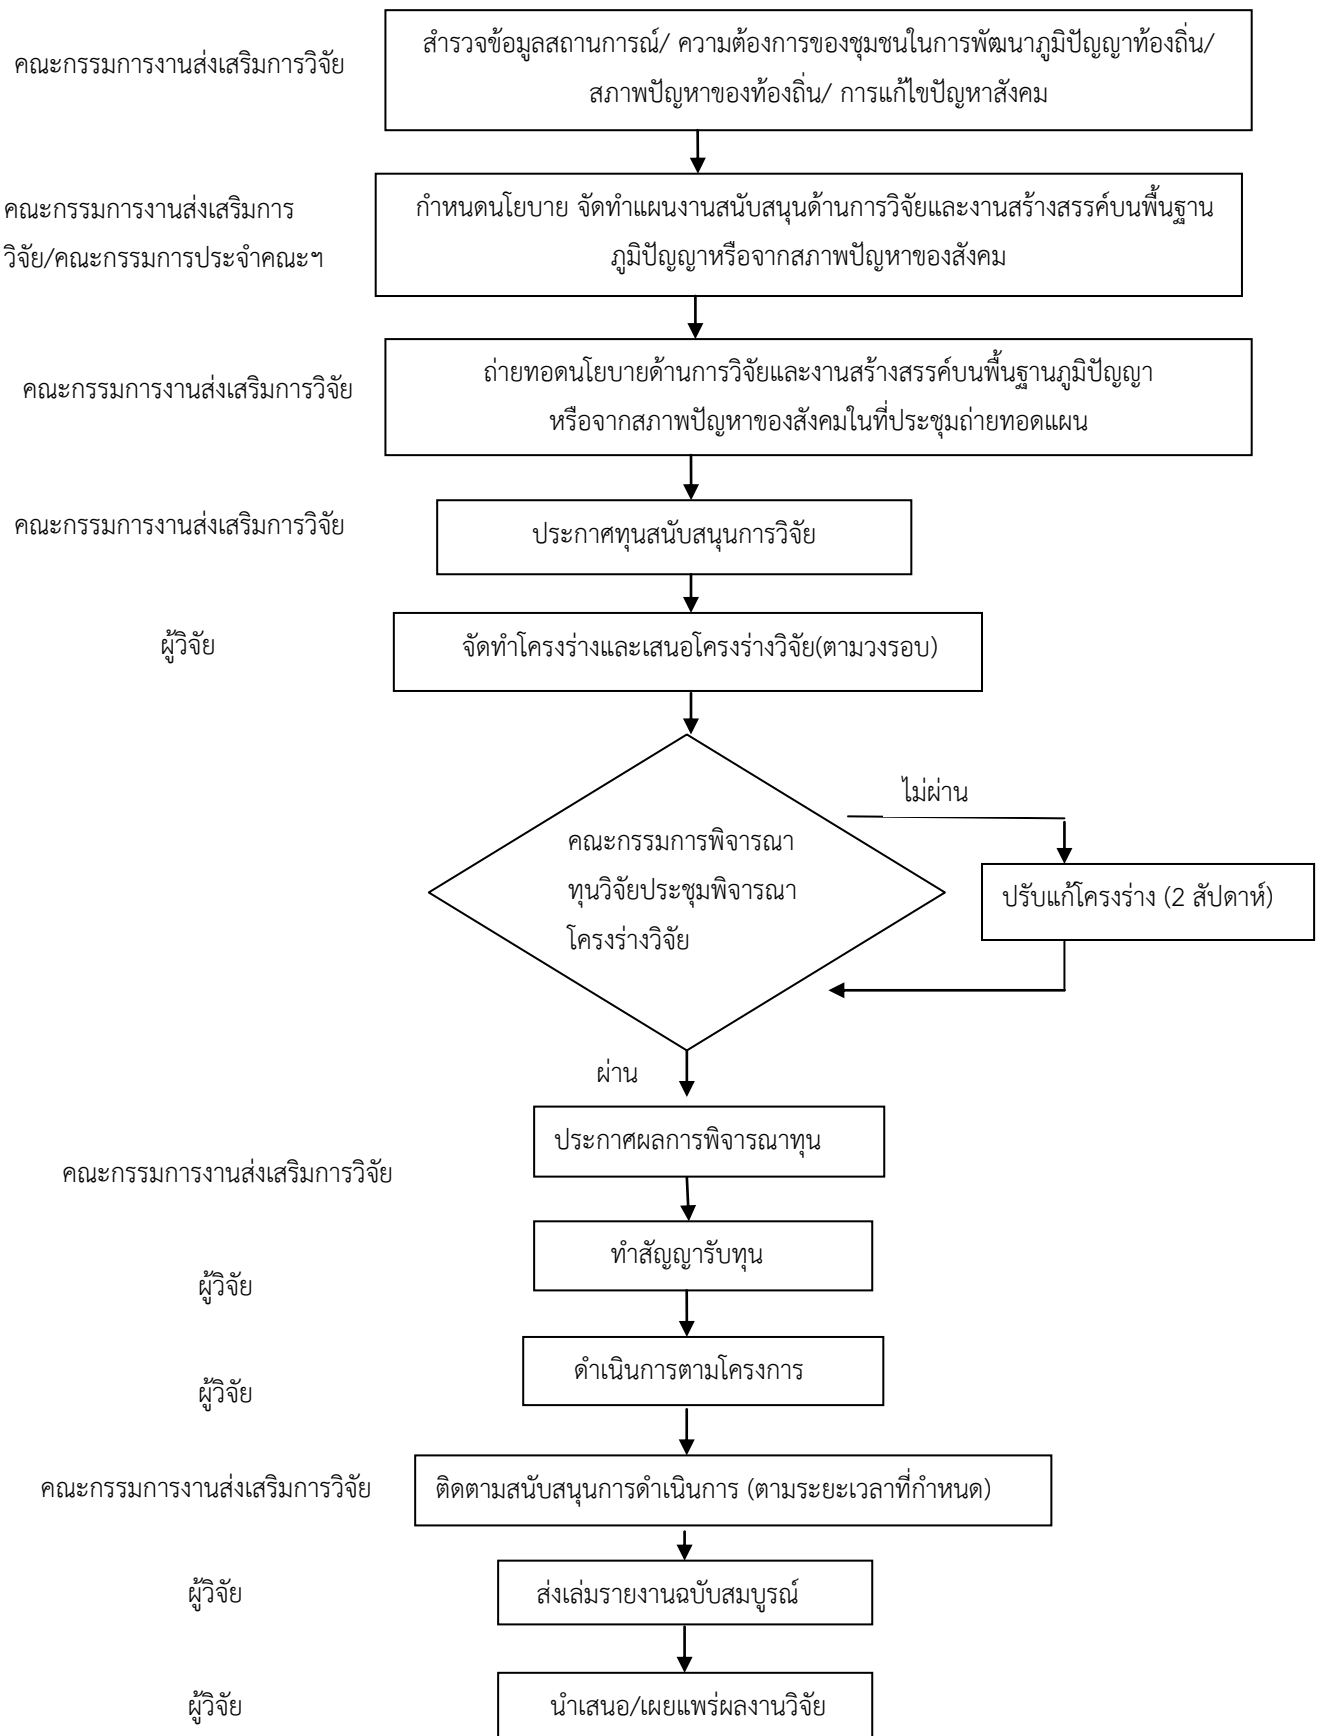 คณะกรรมการงานส่งเสริมการวิจัย
สำรวจข้อมูลสถานการณ์/ ความต้องการของชุมชนในการพัฒนาภูมิปัญญาท้องถิ่น/
สภาพปัญหาของท้องถิ่น/ การแก้ไขปัญหาสังคม
คณะกรรมการงานส่งเสริมการ
วิจัย/คณะกรรมการประจำคณะฯ
กำหนดนโยบาย จัดทำแผนงานสนับสนุนด้านการวิจัยและงานสร้างสรรค์บนพื้นฐาน
ภูมิปัญญาหรือจากสภาพปัญหาของสังคม
คณะกรรมการงานส่งเสริมการวิจัย
ถ่ายทอดนโยบายด้านการวิจัยและงานสร้างสรรค์บนพื้นฐานภูมิปัญญา
หรือจากสภาพปัญหาของสังคมในที่ประชุมถ่ายทอดแผน
คณะกรรมการงานส่งเสริมการวิจัย
ประกาศทุนสนับสนุนการวิจัย
ผู้วิจัย
จัดทำโครงร่างและเสนอโครงร่างวิจัย(ตามวงรอบ)
คณะกรรมการพิจารณา
ทุนวิจัยประชุมพิจารณา
โครงร่างวิจัย
ไม่ผ่าน
ปรับแก้โครงร่าง (2 สัปดาห์)
ผ่าน
ประกาศผลการพิจารณาทุน
คณะกรรมการงานส่งเสริมการวิจัย
ทำสัญญารับทุน
ผู้วิจัย
ดำเนินการตามโครงการ
ผู้วิจัย
คณะกรรมการงานส่งเสริมการวิจัย
ติดตามสนับสนุนการดำเนินการ (ตามระยะเวลาที่กำหนด)
ผู้วิจัย
ส่งเล่มรายงานฉบับสมบูรณ์
ผู้วิจัย
นำเสนอ/เผยแพร่ผลงานวิจัย